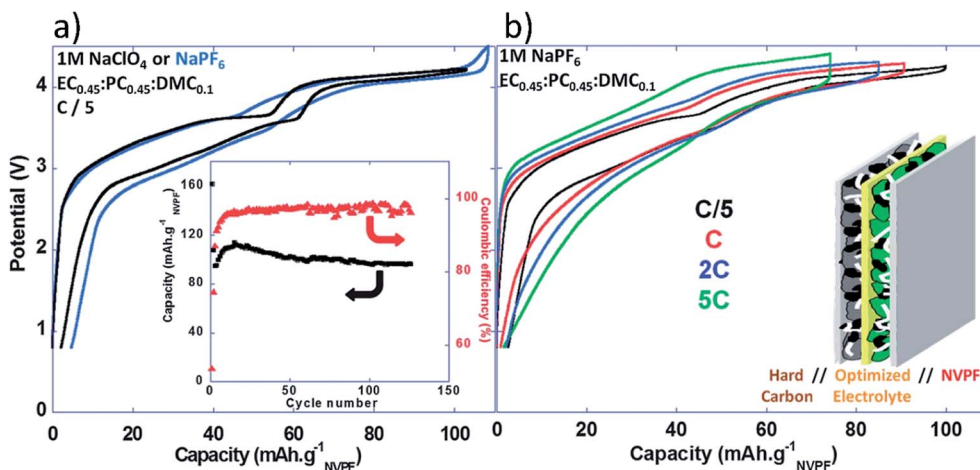 a)
1M NaClO4 or NaPF6
EC0.45:PC0.45:DMC0.1
C / 5
Potential (V)
4
3
2
1
0
0 20 40 60 80 100
Capacity (mAh.g-1NVPF)
Capacity (mAh.g-1NVPF)
160
120
80
40
0
100
80
60
Coulombic efficiency (%)
0 50 100 150
Cycle number
b)
1M NaPF6
EC0.45:PC0.45:DMC0.1
C/5
C
2C
5C
Hard // Optimized // NVPF
Carbon Electrolyte
0 20 40 60 80 100
Capacity (mAh.g-1NVPF)